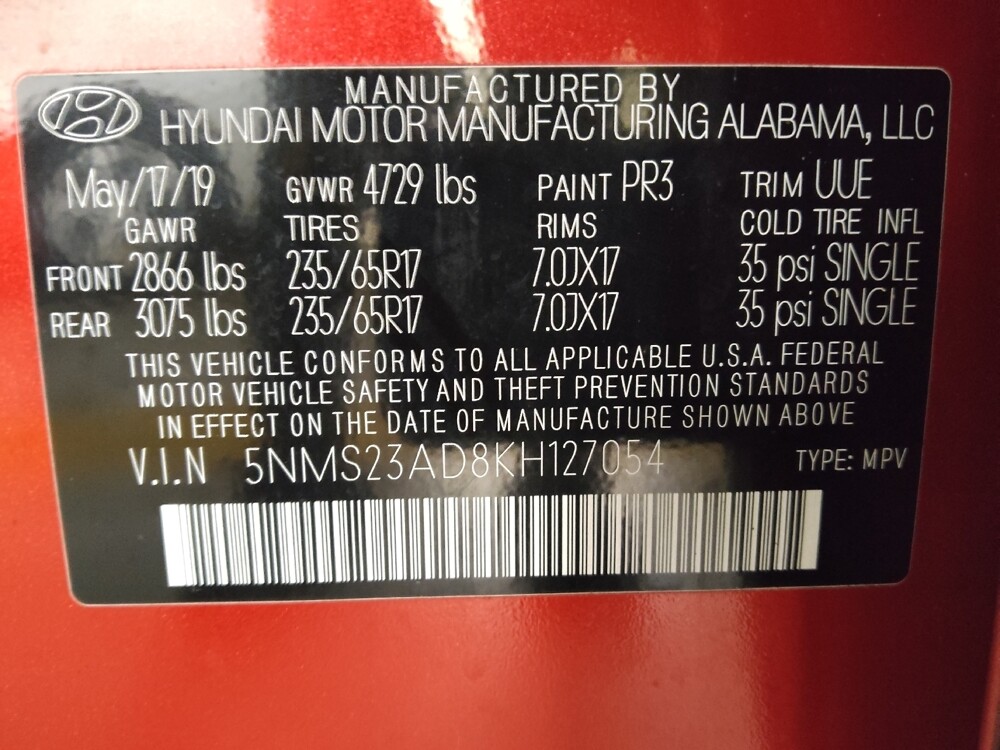 MANUFACTURED BY
HYUNDAI MOTOR MANUFACTURING ALABAMA, LLC
May/17/19 GVWR 4729 lbs PAINT PR3 TRIM UUE
GAWR TIRES RIMS COLD TIRE INFL
FRONT 2866 lbs 235/65R17 7.0JX17 35 psi SINGLE
REAR 3075 lbs 235/65R17 7.0JX17 35 psi SINGLE
THIS VEHICLE CONFORMS TO ALL APPLICABLE U.S.A. FEDERAL
MOTOR VEHICLE SAFETY AND THEFT PREVENTION STANDARDS
IN EFFECT ON THE DATE OF MANUFACTURE SHOWN ABOVE
V.I.N 5NMS23AD8KH127054 TYPE: MPV